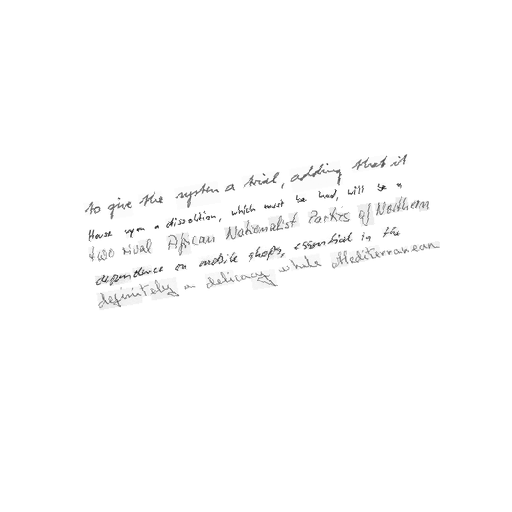 to give the system a trial, adding that it
House upon a dissolution, which must be had, will be a
two rival African Nationalist Parties of Northern
dependence on mobile shops, essential in the
definitely a delicacy while Mediterranean